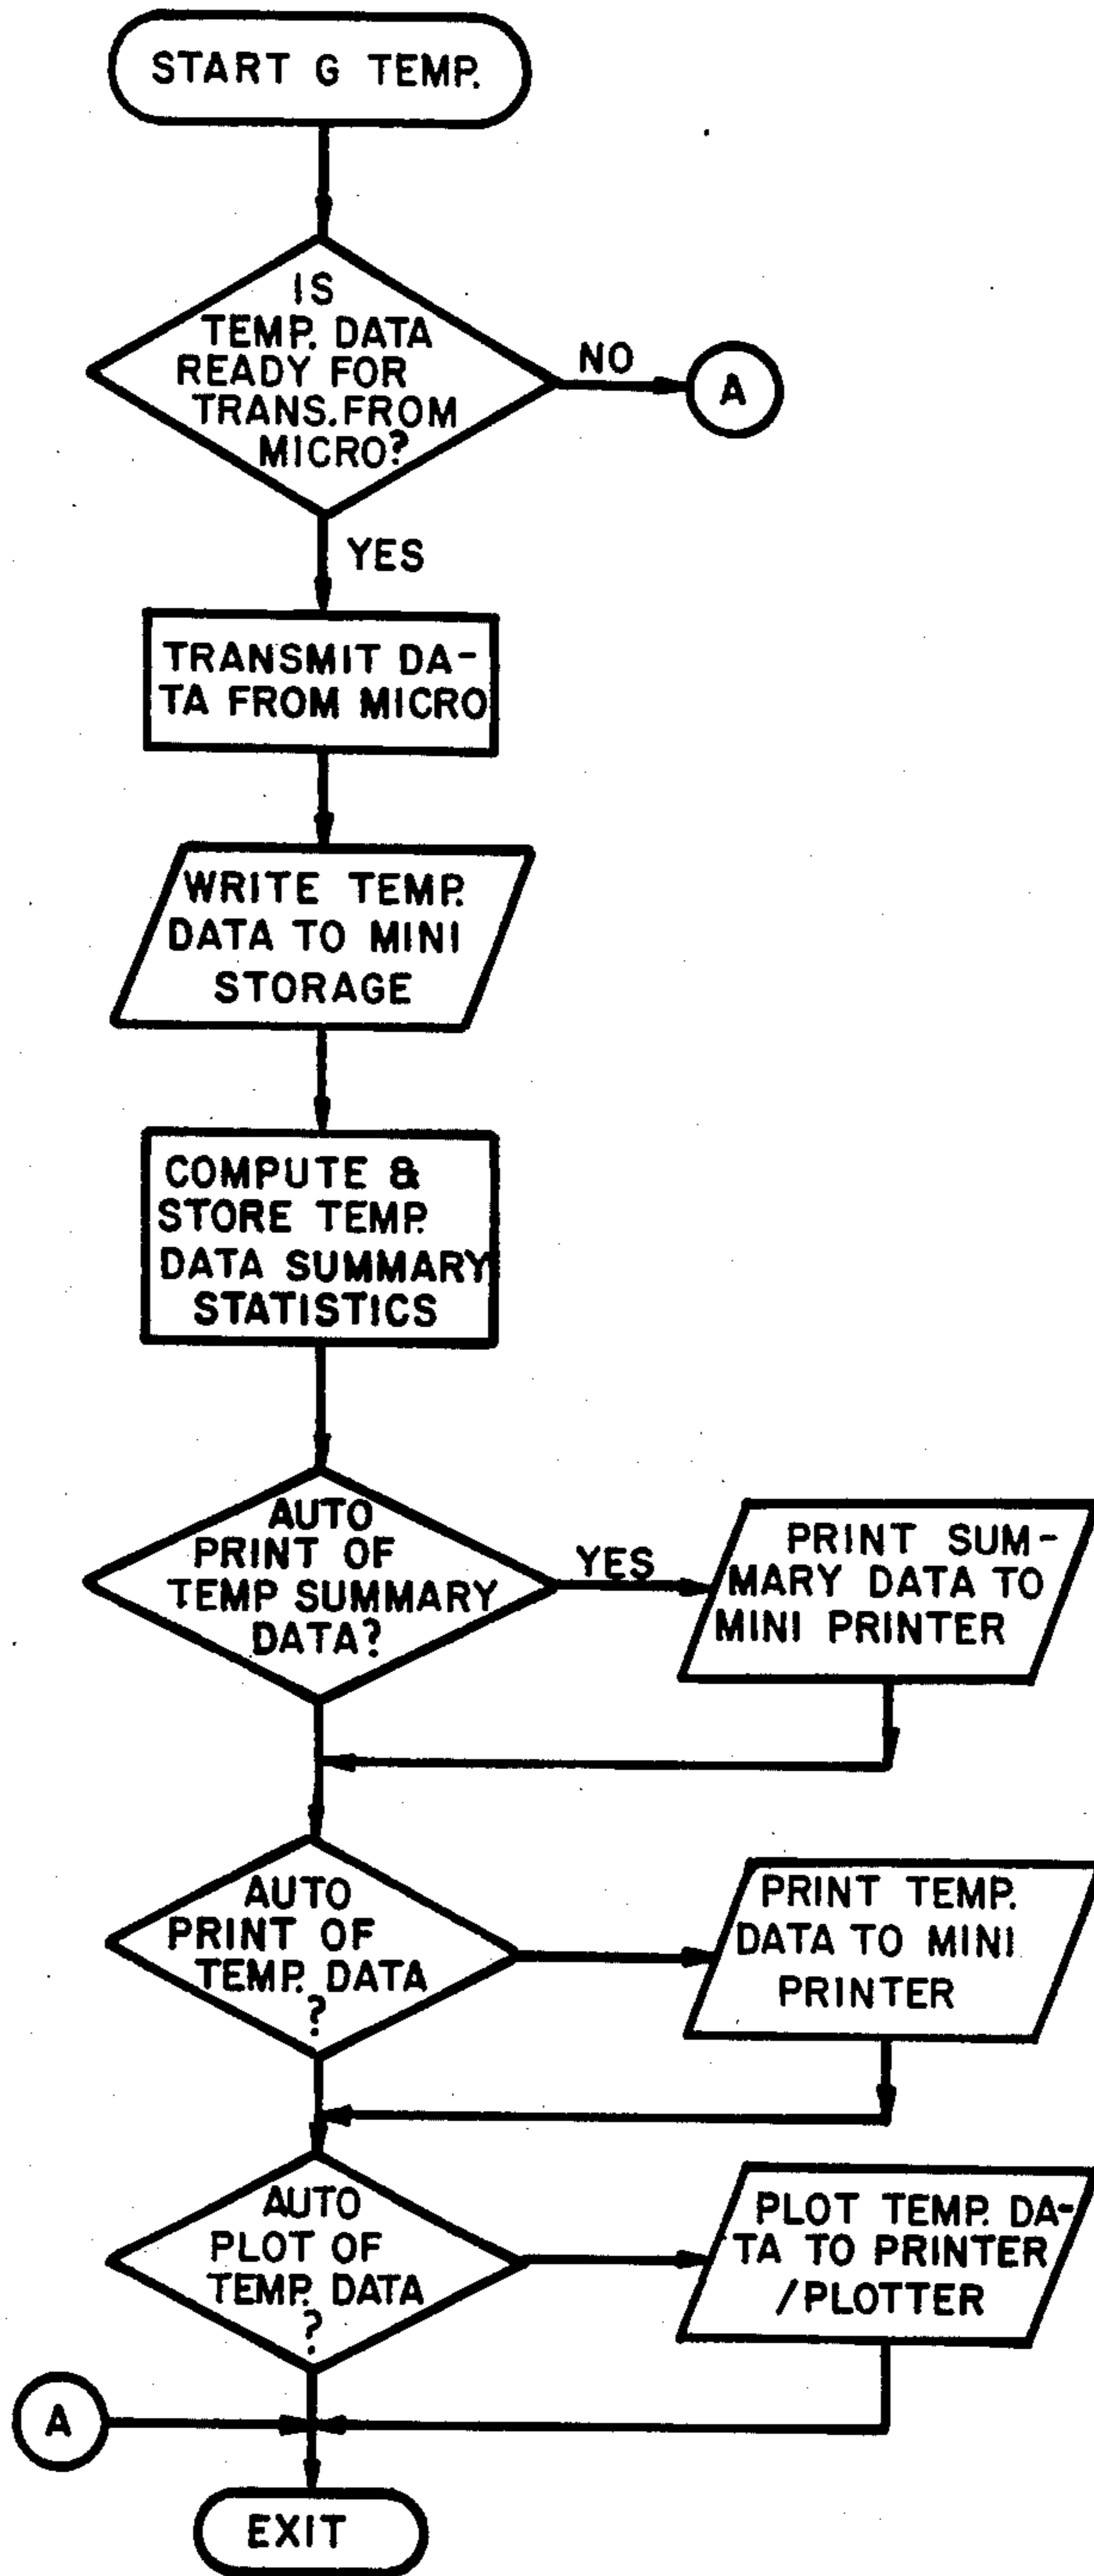 START G TEMP.
IS
TEMP. DATA
READY FOR
TRANS. FROM
MICRO?
NO
A
YES
TRANSMIT DA-
TA FROM MICRO
WRITE TEMP.
DATA TO MINI
STORAGE
COMPUTE &
STORE TEMP.
DATA SUMMARY
STATISTICS
AUTO
PRINT OF
TEMP SUMMARY
DATA?
YES
PRINT SUM-
MARY DATA TO
MINI PRINTER
AUTO
PRINT OF
TEMP. DATA
?
PRINT TEMP.
DATA TO MINI
PRINTER
AUTO
PLOT OF
TEMP. DATA
?
PLOT TEMP. DA-
TA TO PRINTER
/PLOTTER
A
EXIT